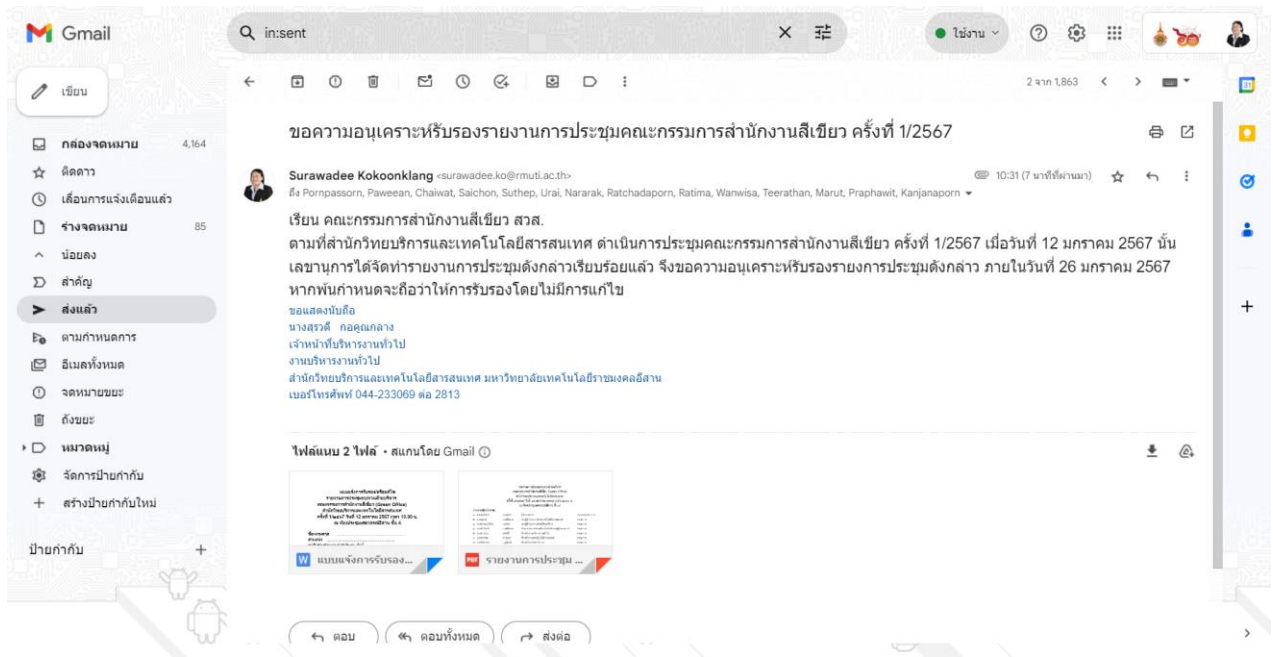 Gmail
in:sent
ใช้งาน
เขียน
2 จาก 1,863
กล่องจดหมาย 4,164
ติดดาว
เลื่อนการแจ้งเตือนแล้ว
ร่างจดหมาย 85
น้อยลง
สำคัญ
ส่งแล้ว
ตามกำหนดการ
อีเมลทั้งหมด
จดหมายขยะ
ถังขยะ
หมวดหมู่
จัดการป้ายกำกับ
สร้างป้ายกำกับใหม่
ป้ายกำกับ
ขอความอนุเคราะห์รับรองรายงานการประชุมคณะกรรมการสำนักงานสีเขียว ครั้งที่ 1/2567
Surawadee Kokoonklang <surawadee.ko@rmuti.ac.th> 10:31 (7 นาทีที่ผ่านมา)
ถึง Pornpassorn, Paweean, Chaiwat, Saichon, Suthep, Urai, Nararak, Ratchadaporn, Ratima, Wanwisa, Teerathan, Marut, Praphawit, Kanjanaporn
เรียน คณะกรรมการสำนักงานสีเขียว สวส.
ตามที่สำนักวิทยบริการและเทคโนโลยีสารสนเทศ ดำเนินการประชุมคณะกรรมการสำนักงานสีเขียว ครั้งที่ 1/2567 เมื่อวันที่ 12 มกราคม 2567 นั้น
เลขานุการได้จัดทำรายงานการประชุมดังกล่าวเรียบร้อยแล้ว จึงขอความอนุเคราะห์รับรองรายงการประชุมดังกล่าว ภายในวันที่ 26 มกราคม 2567
หากพ้นกำหนดจะถือว่าให้การรับรองโดยไม่มีการแก้ไข
ขอแสดงนับถือ
นางสุรวดี กอคูณกลาง
เจ้าหน้าที่บริหารงานทั่วไป
งานบริหารงานทั่วไป
สำนักวิทยบริการและเทคโนโลยีสารสนเทศ มหาวิทยาลัยเทคโนโลยีราชมงคลอีสาน
เบอร์โทรศัพท์ 044-233069 ต่อ 2813
ไฟล์แนบ 2 ไฟล์ • สแกนโดย Gmail
W แบบแจ้งการรับรอง...
PDF รายงานการประชุม ...
ตอบ
ตอบทั้งหมด
ส่งต่อ